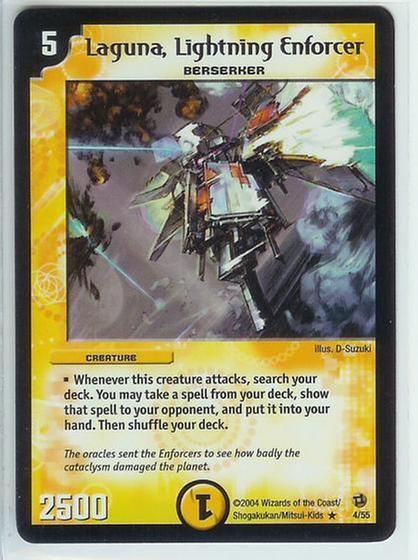 5 Laguna, Lightning Enforcer
BERSERKER
illus. D-Suzuki
CREATURE
▪ Whenever this creature attacks, search your
deck. You may take a spell from your deck, show
that spell to your opponent, and put it into your
hand. Then shuffle your deck.
The oracles sent the Enforcers to see how badly the
cataclysm damaged the planet.
2500
1
©2004 Wizards of the Coast/
Shogakukan/Mitsui-Kids ★ 4/55